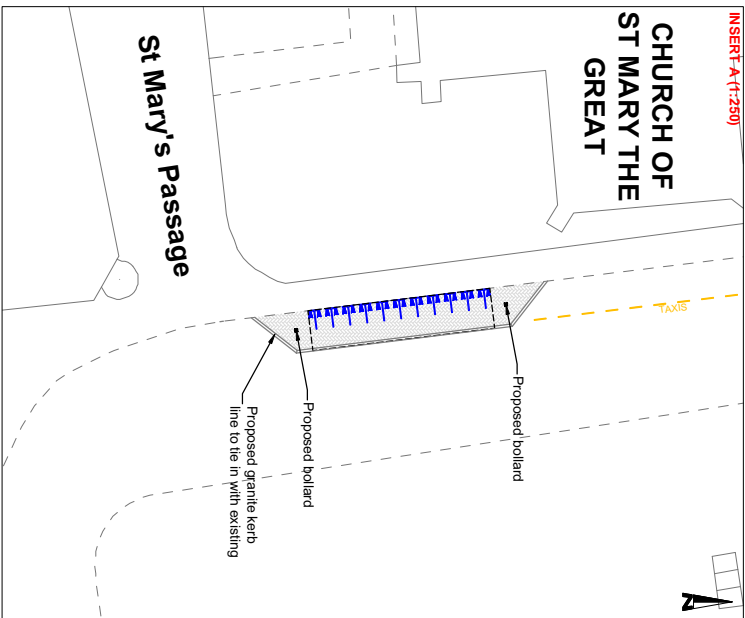 INSERT A (1:250)
CHURCH OF
ST MARY THE
GREAT
St Mary's Passage
TAXIS
Proposed bollard
Proposed bollard
Proposed granite kerb
line to tie in with existing
N